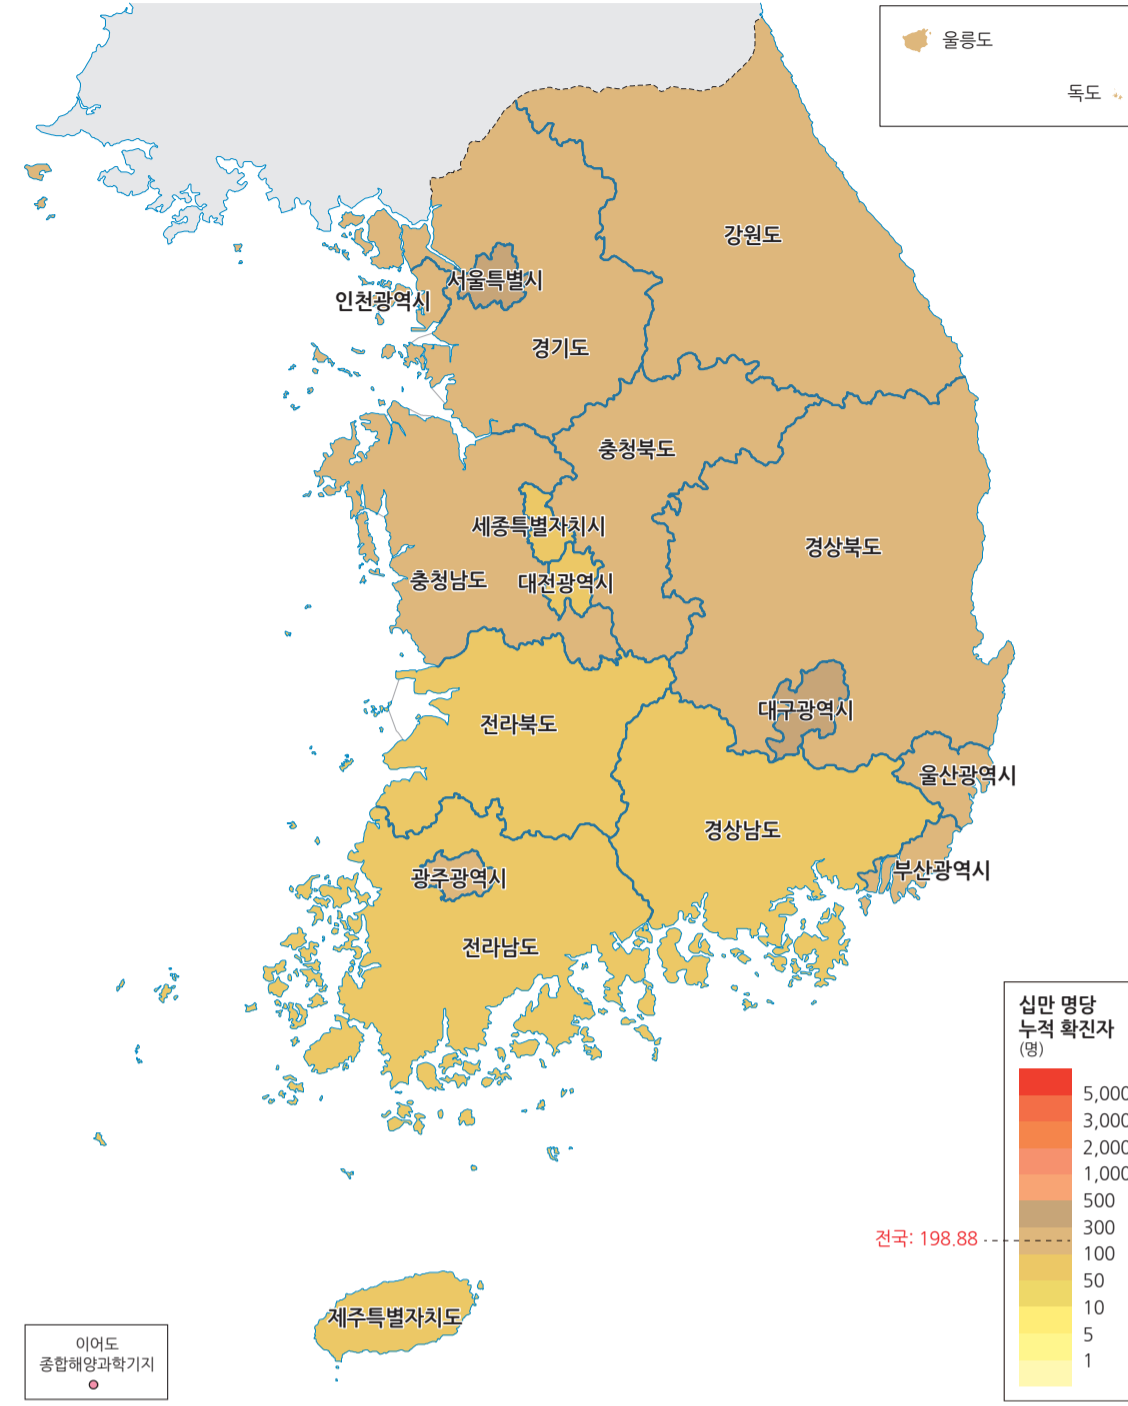 울릉도
독도
강원도
서울특별시
인천광역시
경기도
충청북도
세종특별자치시
경상북도
충청남도
대전광역시
대구광역시
전라북도
울산광역시
경상남도
부산광역시
광주광역시
전라남도
십만 명당
누적 확진자
(명)
5,000
3,000
2,000
1,000
500
300
전국: 198.88
100
50
10
5
1
제주특별자치도
이어도
종합해양과학기지